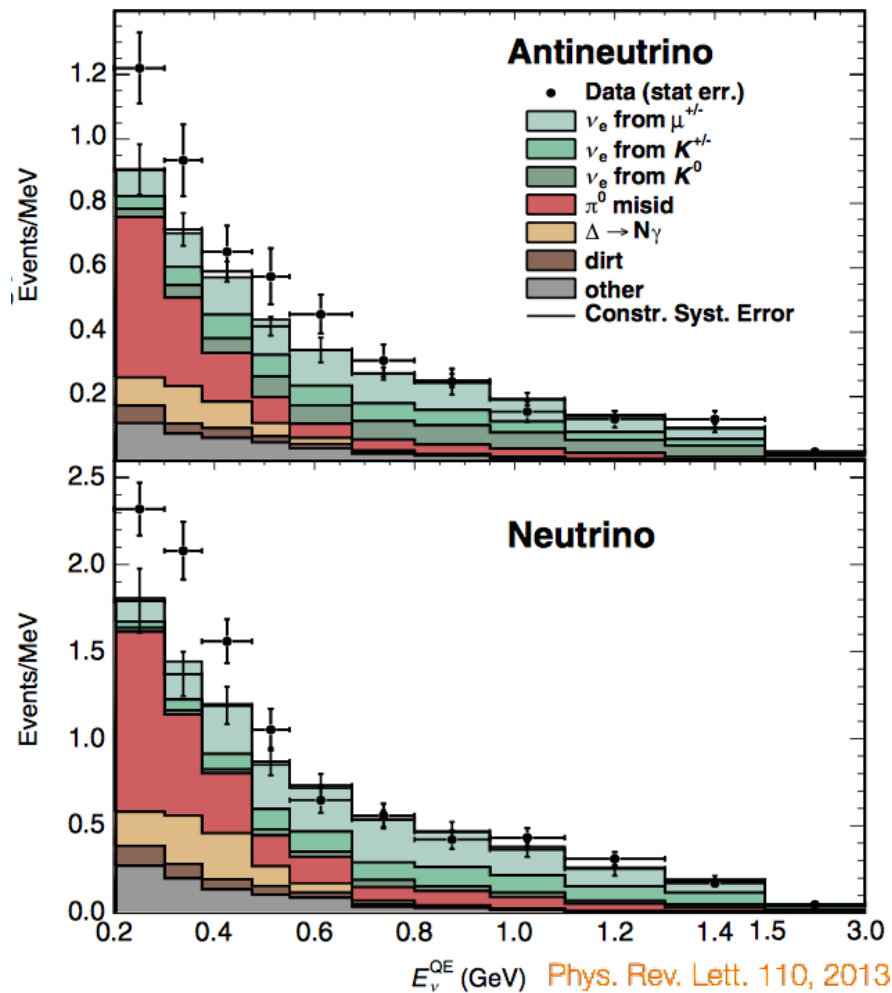 Antineutrino
Data (stat err.)
ν_e from μ^{+/-}
ν_e from K^{+/-}
ν_e from K^0
π^0 misid
Δ → Nγ
dirt
other
Constr. Syst. Error
Events/MeV
1.2
1.0
0.8
0.6
0.4
0.2
Neutrino
Events/MeV
2.5
2.0
1.5
1.0
0.5
0.0
0.2 0.4 0.6 0.8 1.0 1.2 1.4 1.5 3.0
E_ν^{QE} (GeV)
Phys. Rev. Lett. 110, 2013